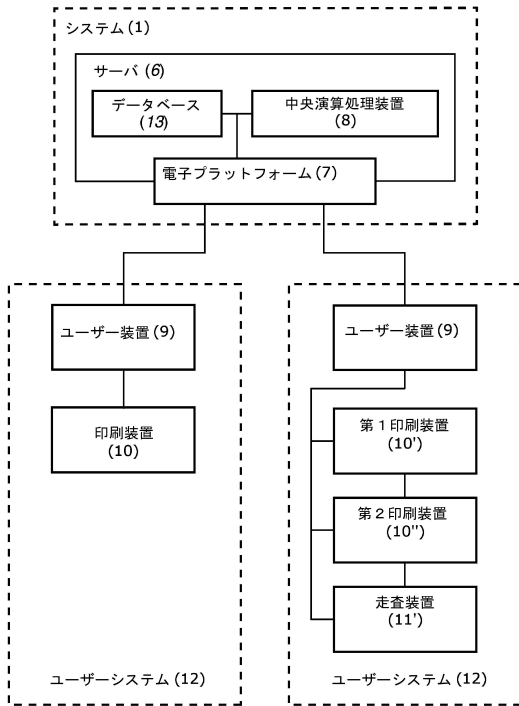 システム (1)
サーバ (6)
データベース
(13)
中央演算処理装置
(8)
電子プラットフォーム (7)
ユーザー装置 (9)
印刷装置
(10)
ユーザーシステム (12)
ユーザー装置 (9)
第1印刷装置
(10')
第2印刷装置
(10'')
走査装置
(11')
ユーザーシステム (12)